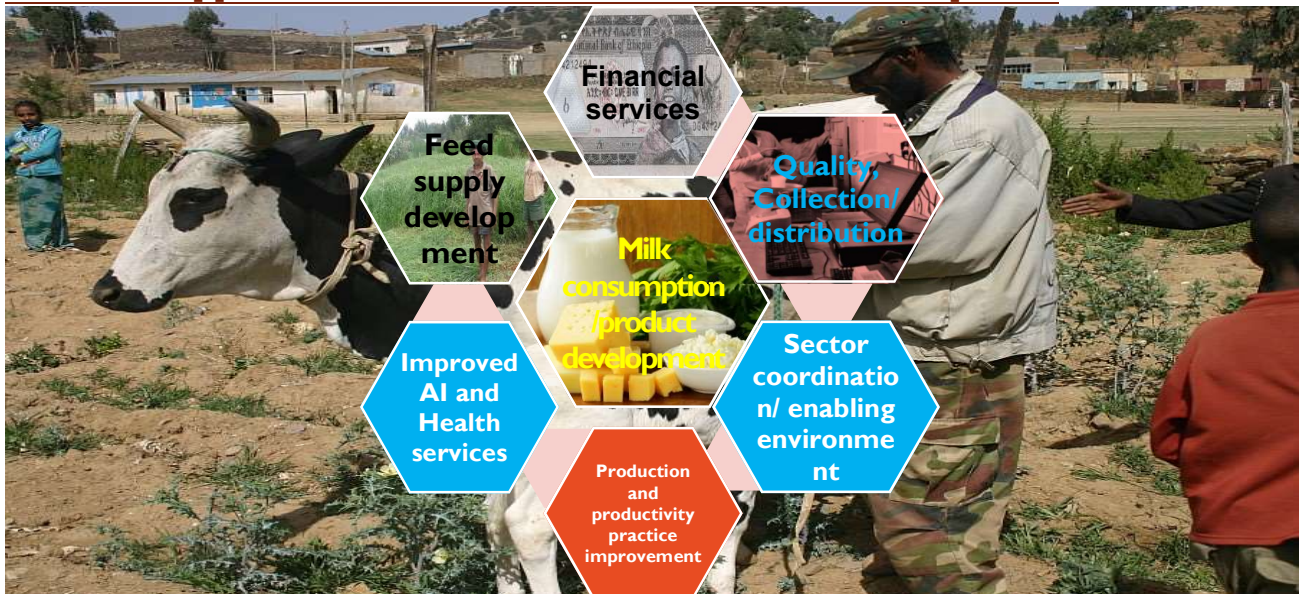 Financial
services
Feed
supply
develop
ment
Quality,
Collection/
distribution
Milk
consumption
/product
development
Improved
AI and
Health
services
Sector
coordinatio
n/ enabling
environme
nt
Production
and
productivity
practice
improvement